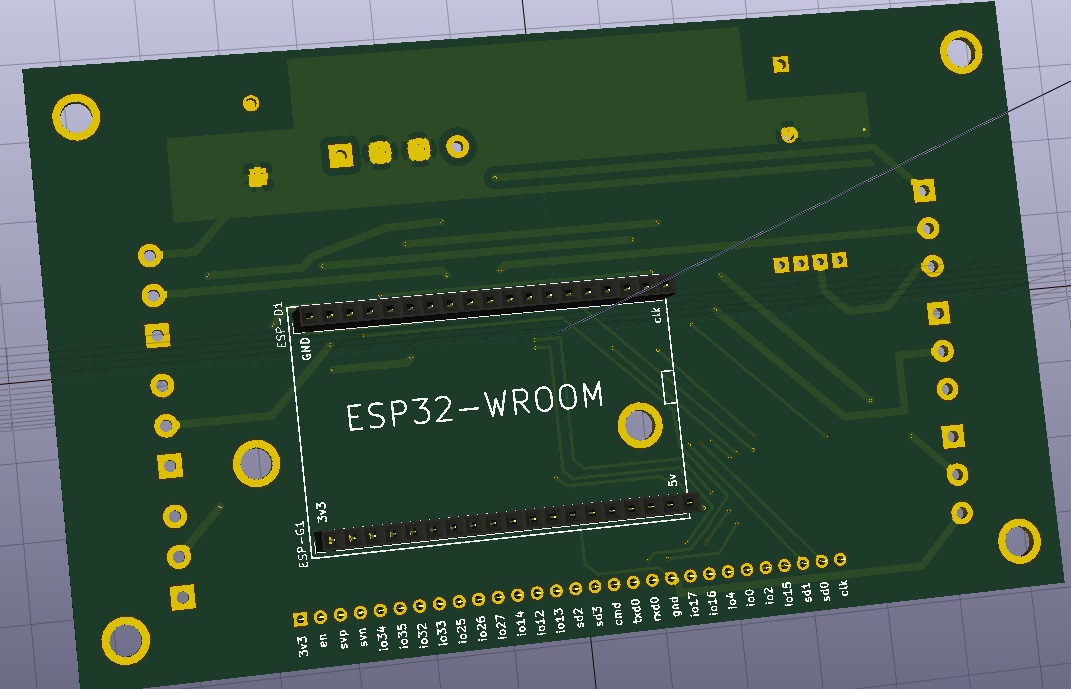 ESP-D1
GND
clk
ESP32-WROOM
3v3
5v
ESP-G1
3v3 en svp svn io34 io35 io32 io33 io25 io26 io27 io14 io12 io13 sd2 sd3 cmd txd0 rxd0 gnd io17 io16 io4 io0 io2 io15 sd1 sd0 clk